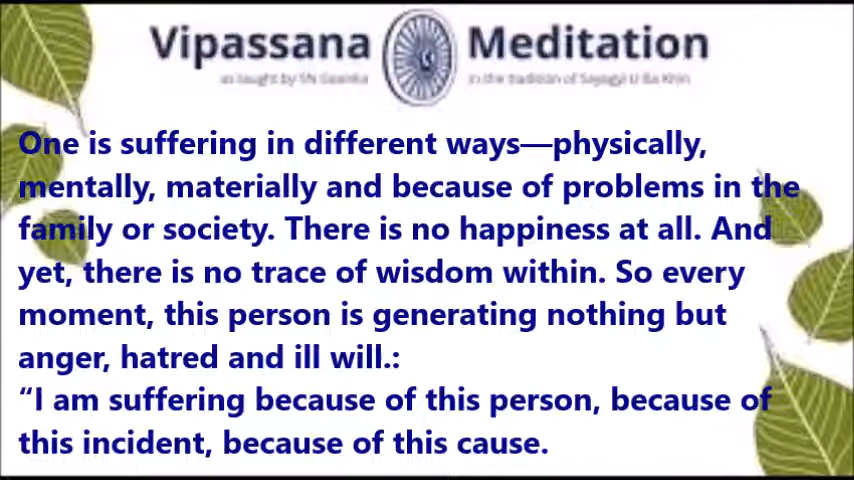 Vipassana Meditation
as taught by SN Goenka in the tradition of Sayagyi U Ba Khin
One is suffering in different ways—physically,
mentally, materially and because of problems in the
family or society. There is no happiness at all. And
yet, there is no trace of wisdom within. So every
moment, this person is generating nothing but
anger, hatred and ill will.:
“I am suffering because of this person, because of
this incident, because of this cause.